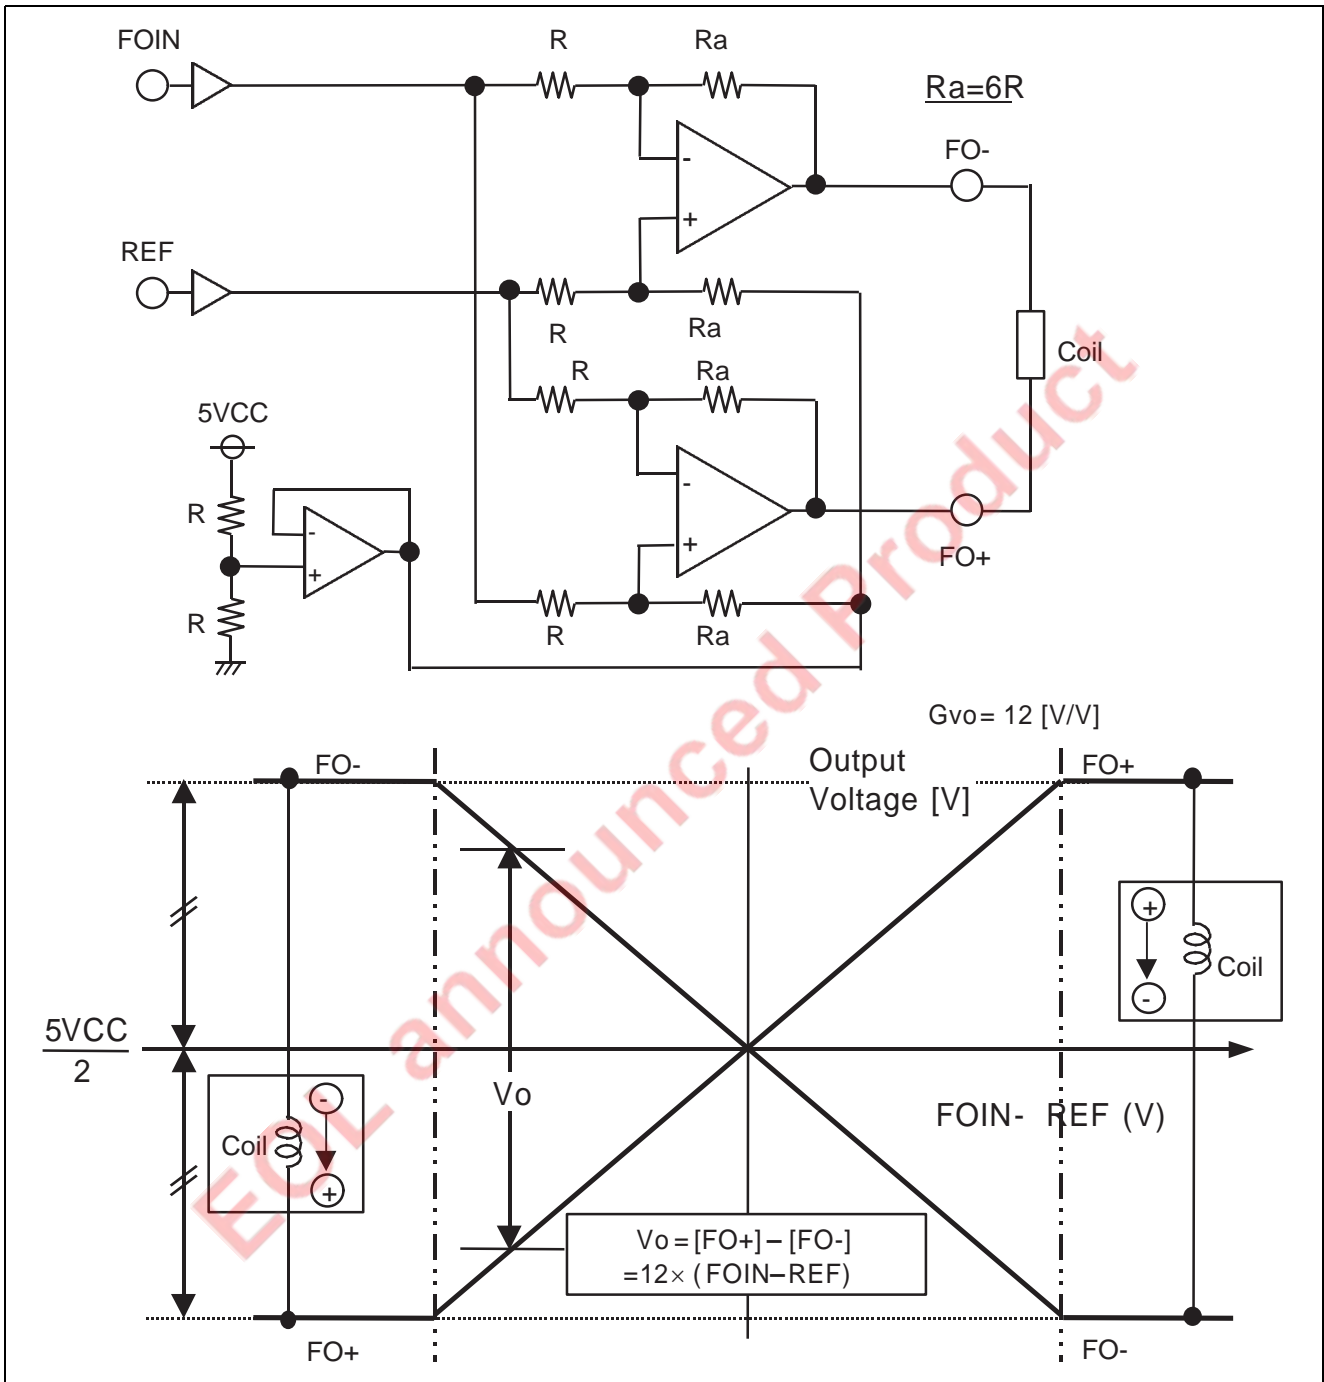 FOIN
R
Ra
Ra=6R
-
FO-
+
REF
R
Ra
R
Ra
Coil
5VCC
R
-
+
R
-
+
FO+
R
Ra
Gvo= 12 [V/V]
FO-
Output
Voltage [V]
FO+
+
-
Coil
5VCC
2
Vo
FOIN- REF (V)
Coil
-
+
Vo=[FO+]–[FO-]
=12×(FOIN–REF)
FO+
FO-
EOL announced Product